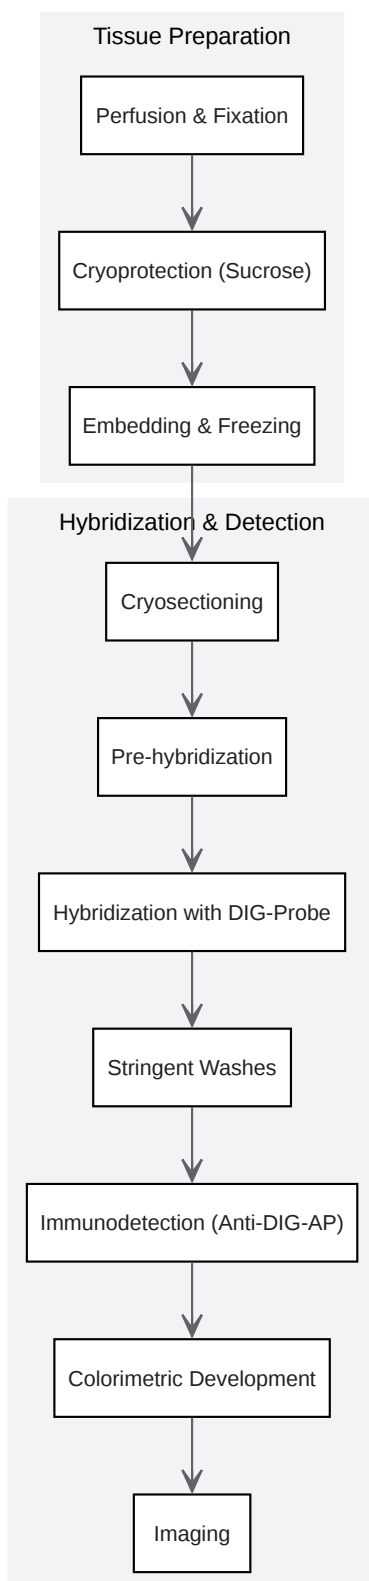 Tissue Preparation
Perfusion & Fixation
Cryoprotection (Sucrose)
Embedding & Freezing
Hybridization & Detection
Cryosectioning
Pre-hybridization
Hybridization with DIG-Probe
Stringent Washes
Immunodetection (Anti-DIG-AP)
Colorimetric Development
Imaging